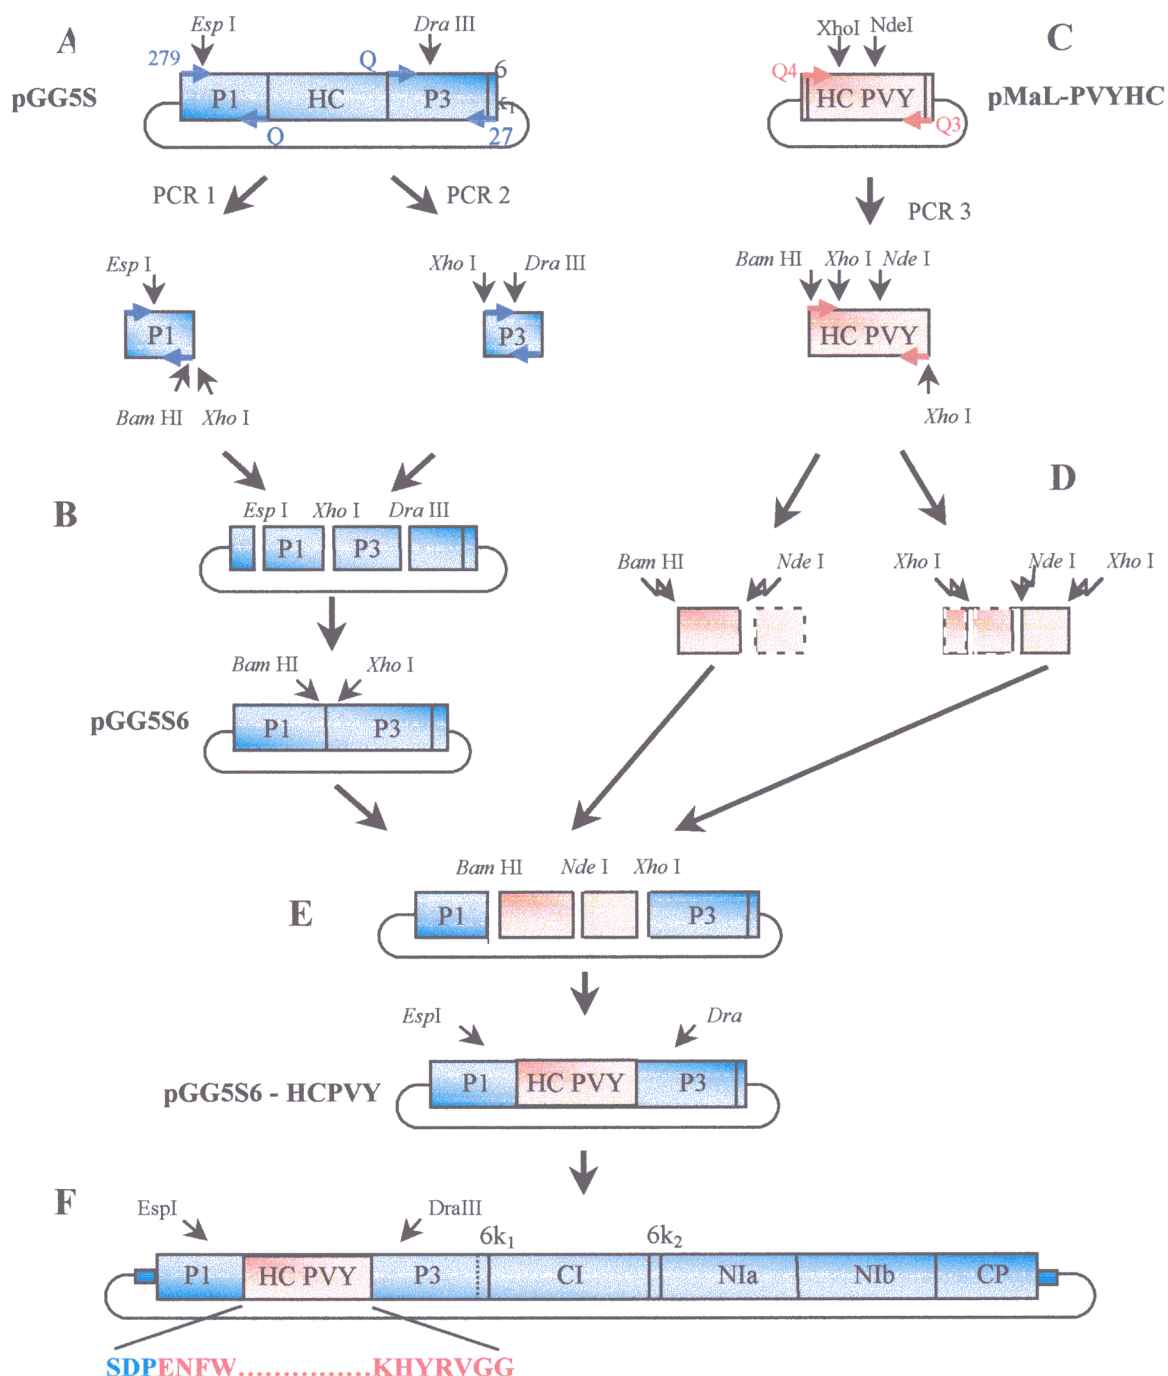 A
Esp I
Dra III
XhoI
NdeI
C
279
Q
6
Q4
pGG5S
P1
HC
P3
HC PVY
pMaL-PVYHC
Q
27
Q3
PCR 1
PCR 2
PCR 3
Esp I
Xho I
Dra III
Bam HI
Xho I
Nde I
P1
P3
HC PVY
Bam HI
Xho I
Xho I
B
D
Esp I
Xho I
Dra III
P1
P3
Bam HI
Nde I
Xho I
Nde I
Xho I
Bam HI
Xho I
pGG5S6
P1
P3
Bam HI
Nde I
Xho I
E
P1
P3
EspI
Dra
pGG5S6 - HCPVY
P1
HC PVY
P3
F
EspI
DraIII
6k₁
6k₂
P1
HC PVY
P3
CI
NIa
NIb
CP
SDPENFW...............KHYRVGG